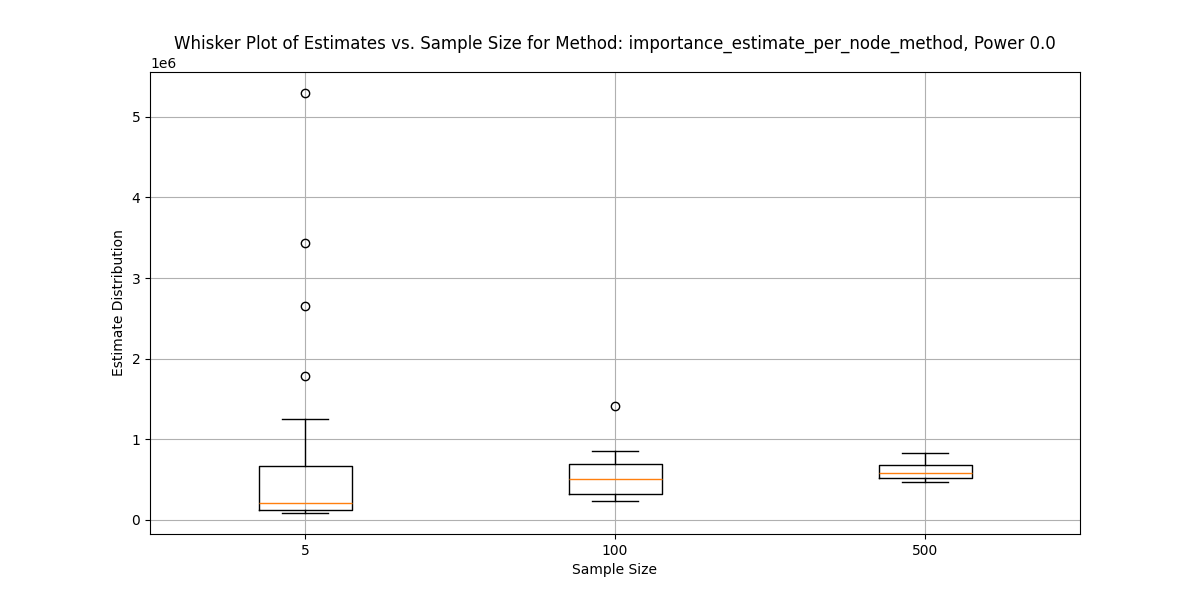 Whisker Plot of Estimates vs. Sample Size for Method: importance_estimate_per_node_method, Power 0.0
1e6
5
4
3
2
1
0
Estimate Distribution
5 100 500
Sample Size